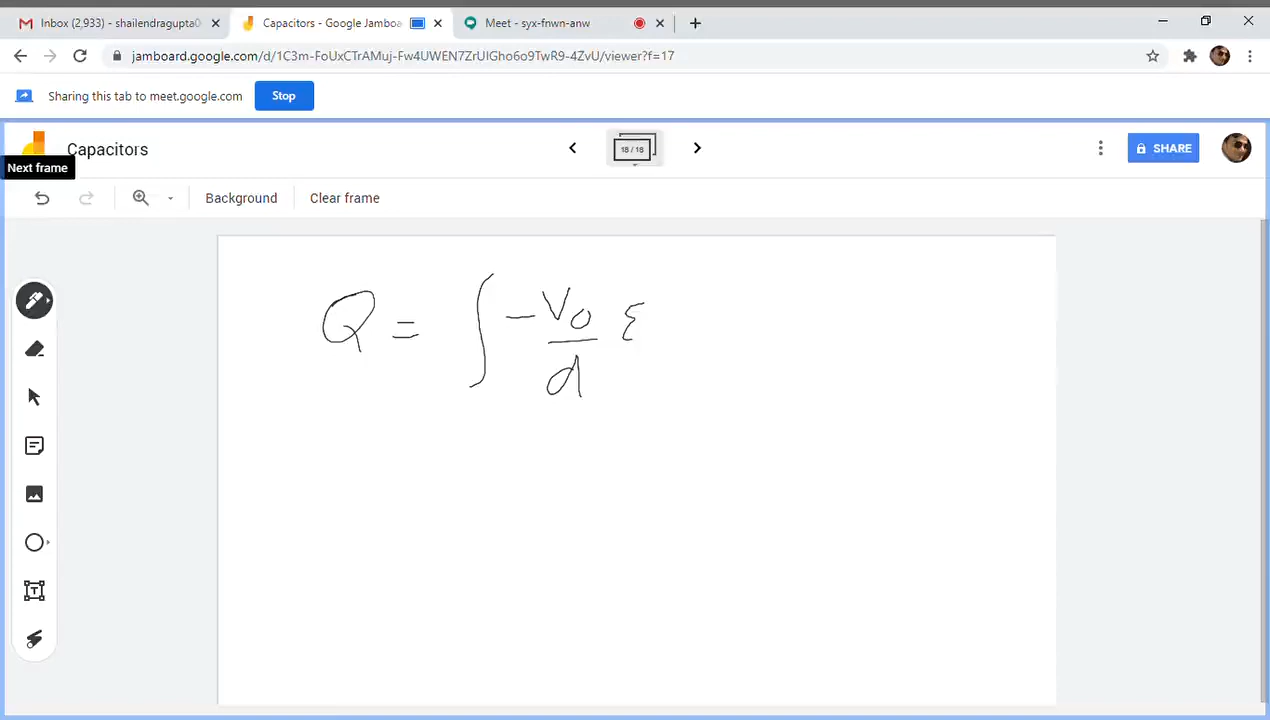 Inbox (2,933) - shailendragupta
Capacitors - Google Jamboa
Meet - syx-fnwn-anw
jamboard.google.com/d/1C3m-FoUxCTrAMuj-Fw4UWEN7ZrUIGho6o9TwR9-4ZvU/viewer?f=17
Sharing this tab to meet.google.com Stop
Capacitors
18 / 18
SHARE
Next frame
Background Clear frame
Q = ∫ -V₀/d ε